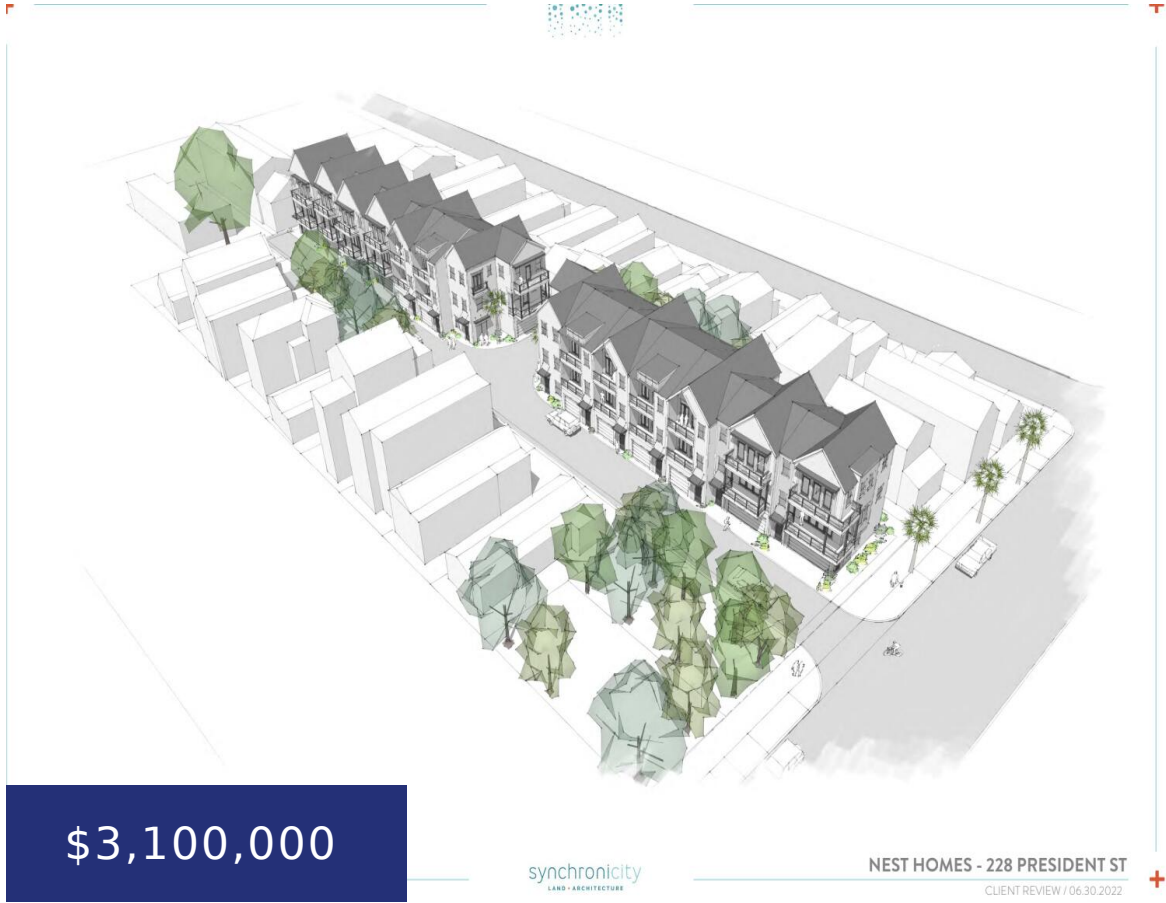 $3,100,000
synchronicity
LAND + ARCHITECTURE
NEST HOMES - 228 PRESIDENT ST
CLIENT REVIEW / 06.30.2022